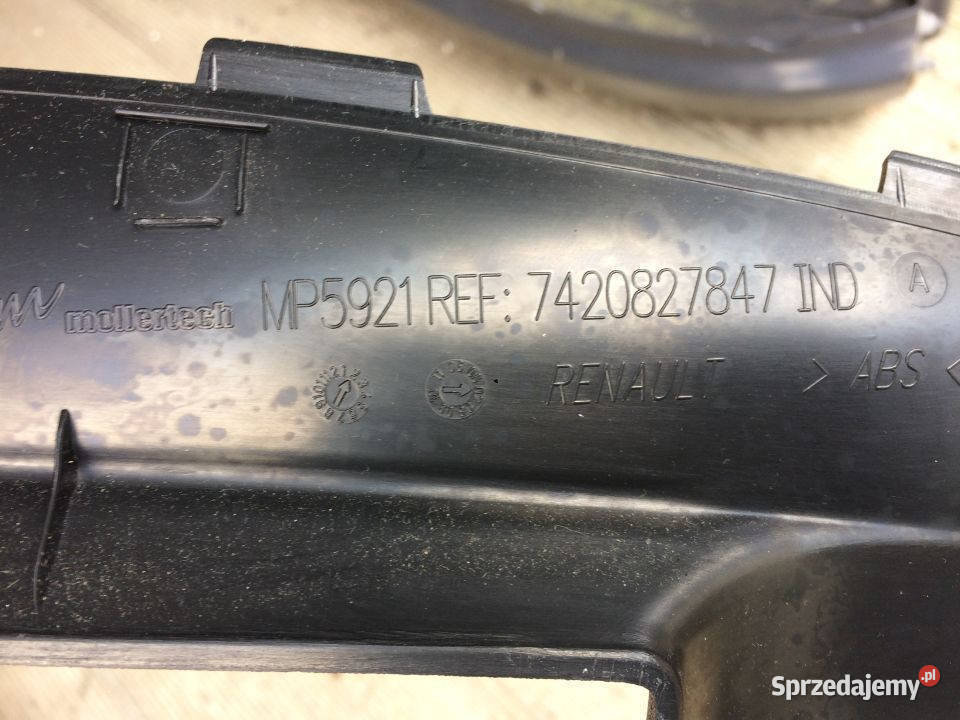 mollertech MP5921 REF: 7420827847 IND A
RENAULT > ABS <
Sprzedajemy.pl